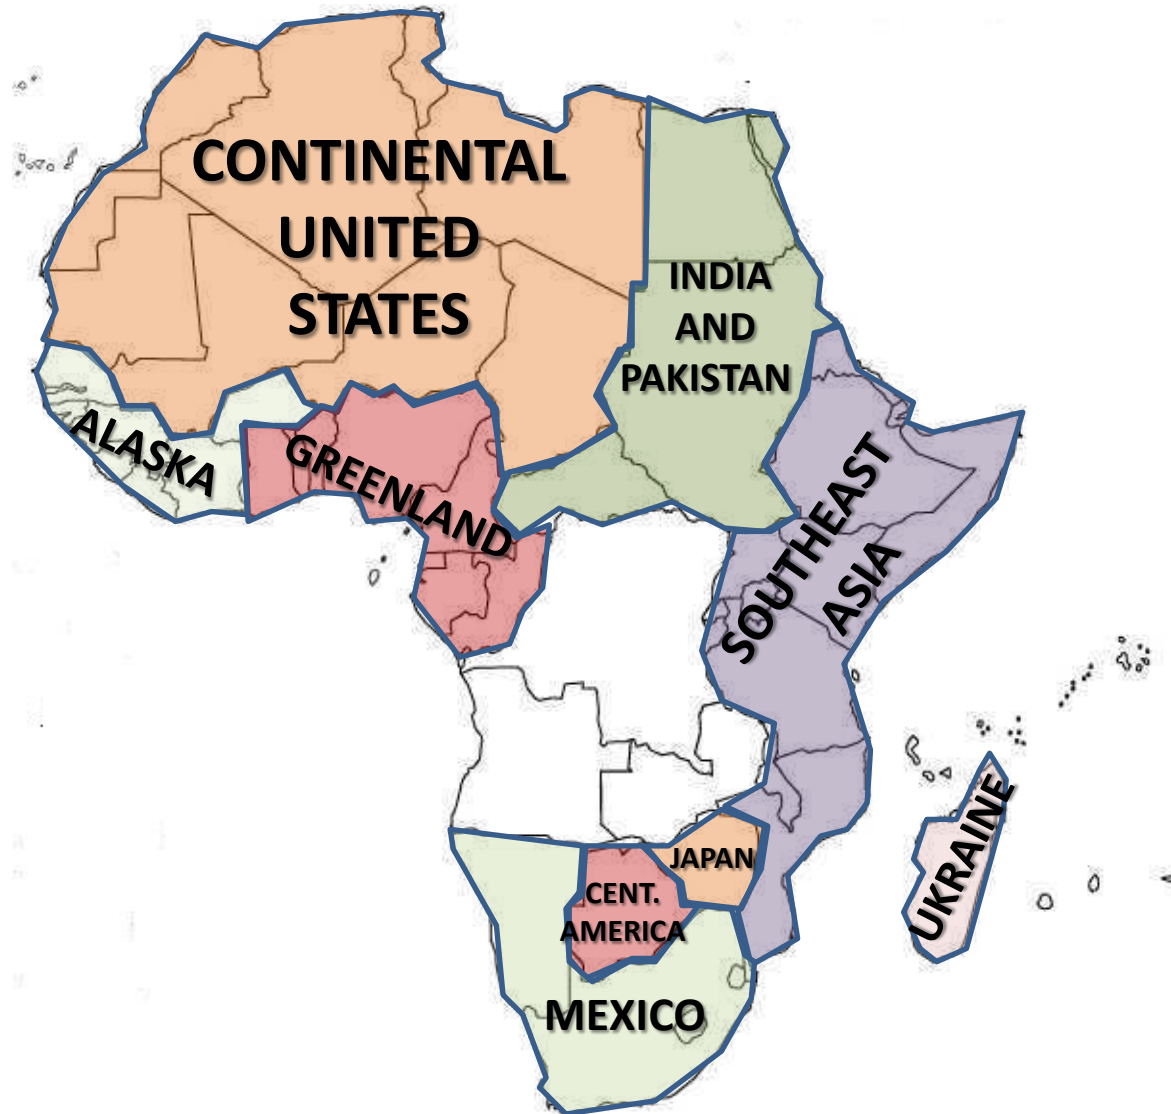 CONTINENTAL
UNITED
STATES
INDIA
AND
PAKISTAN
ALASKA
GREENLAND
SOUTHEAST
ASIA
JAPAN
CENT.
AMERICA
UKRAINE
MEXICO